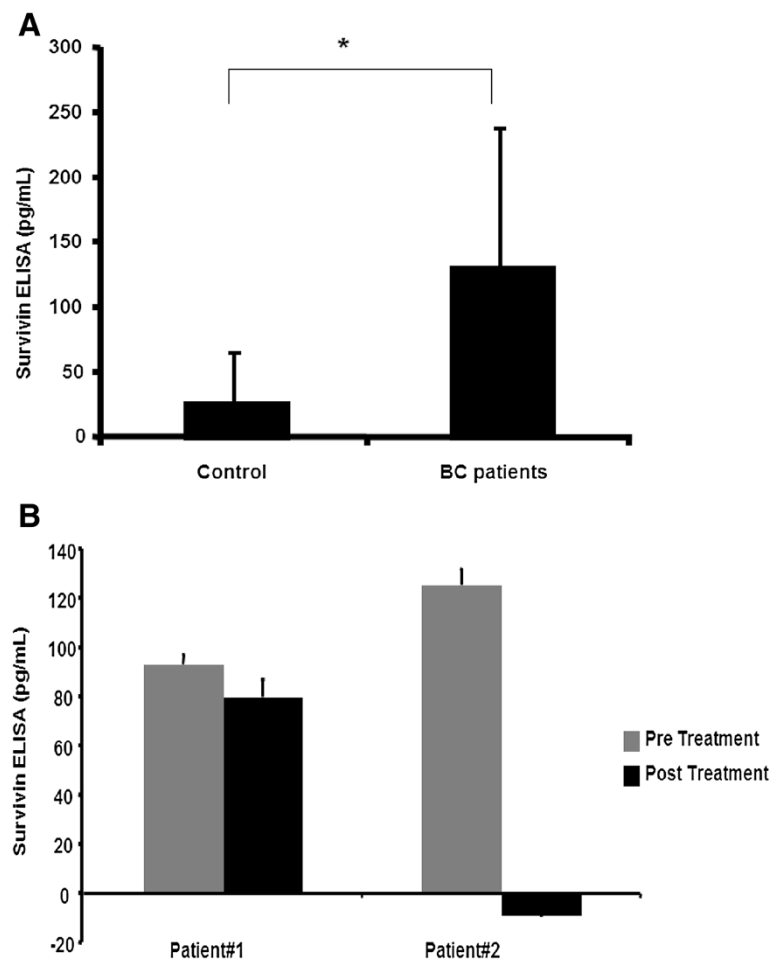 A
*
300
250
200
150
100
50
0
Survivin ELISA (pg/mL)
Control BC patients
B
140
120
100
80
60
40
20
0
-20
Survivin ELISA (pg/mL)
Pre Treatment
Post Treatment
Patient#1 Patient#2